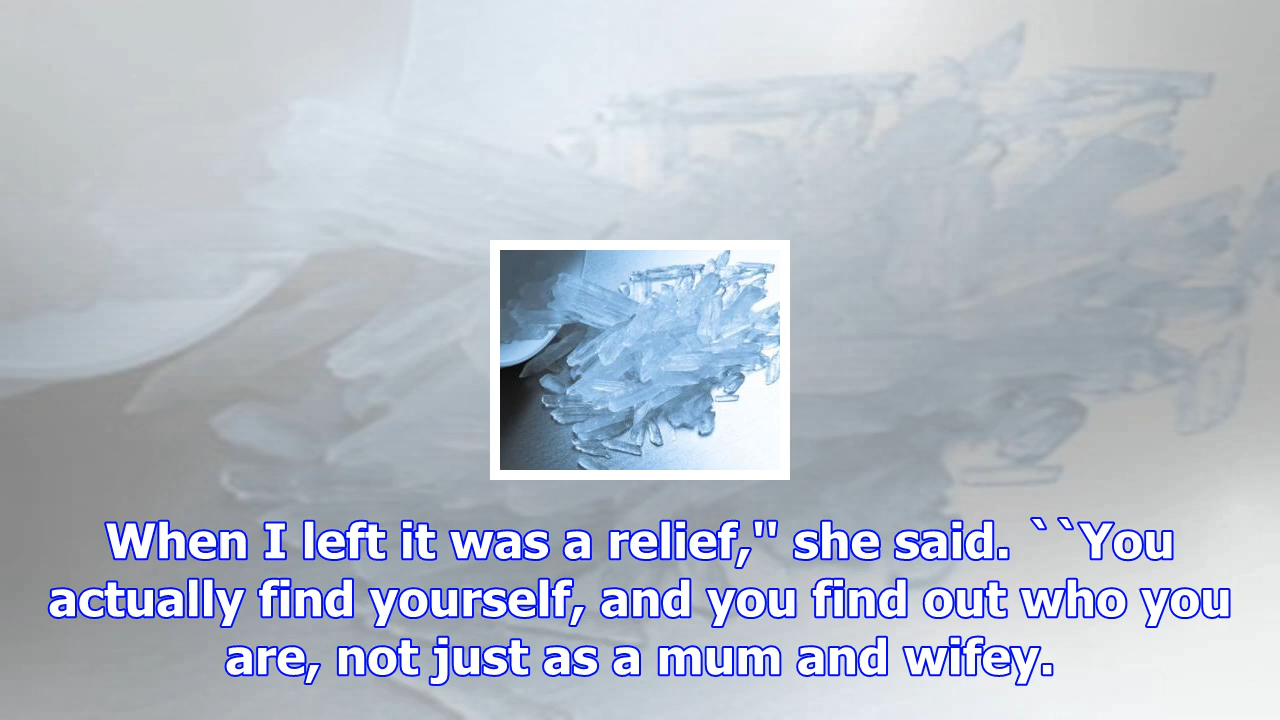 When I left it was a relief,'' she said. ``You
actually find yourself, and you find out who you
are, not just as a mum and wifey.